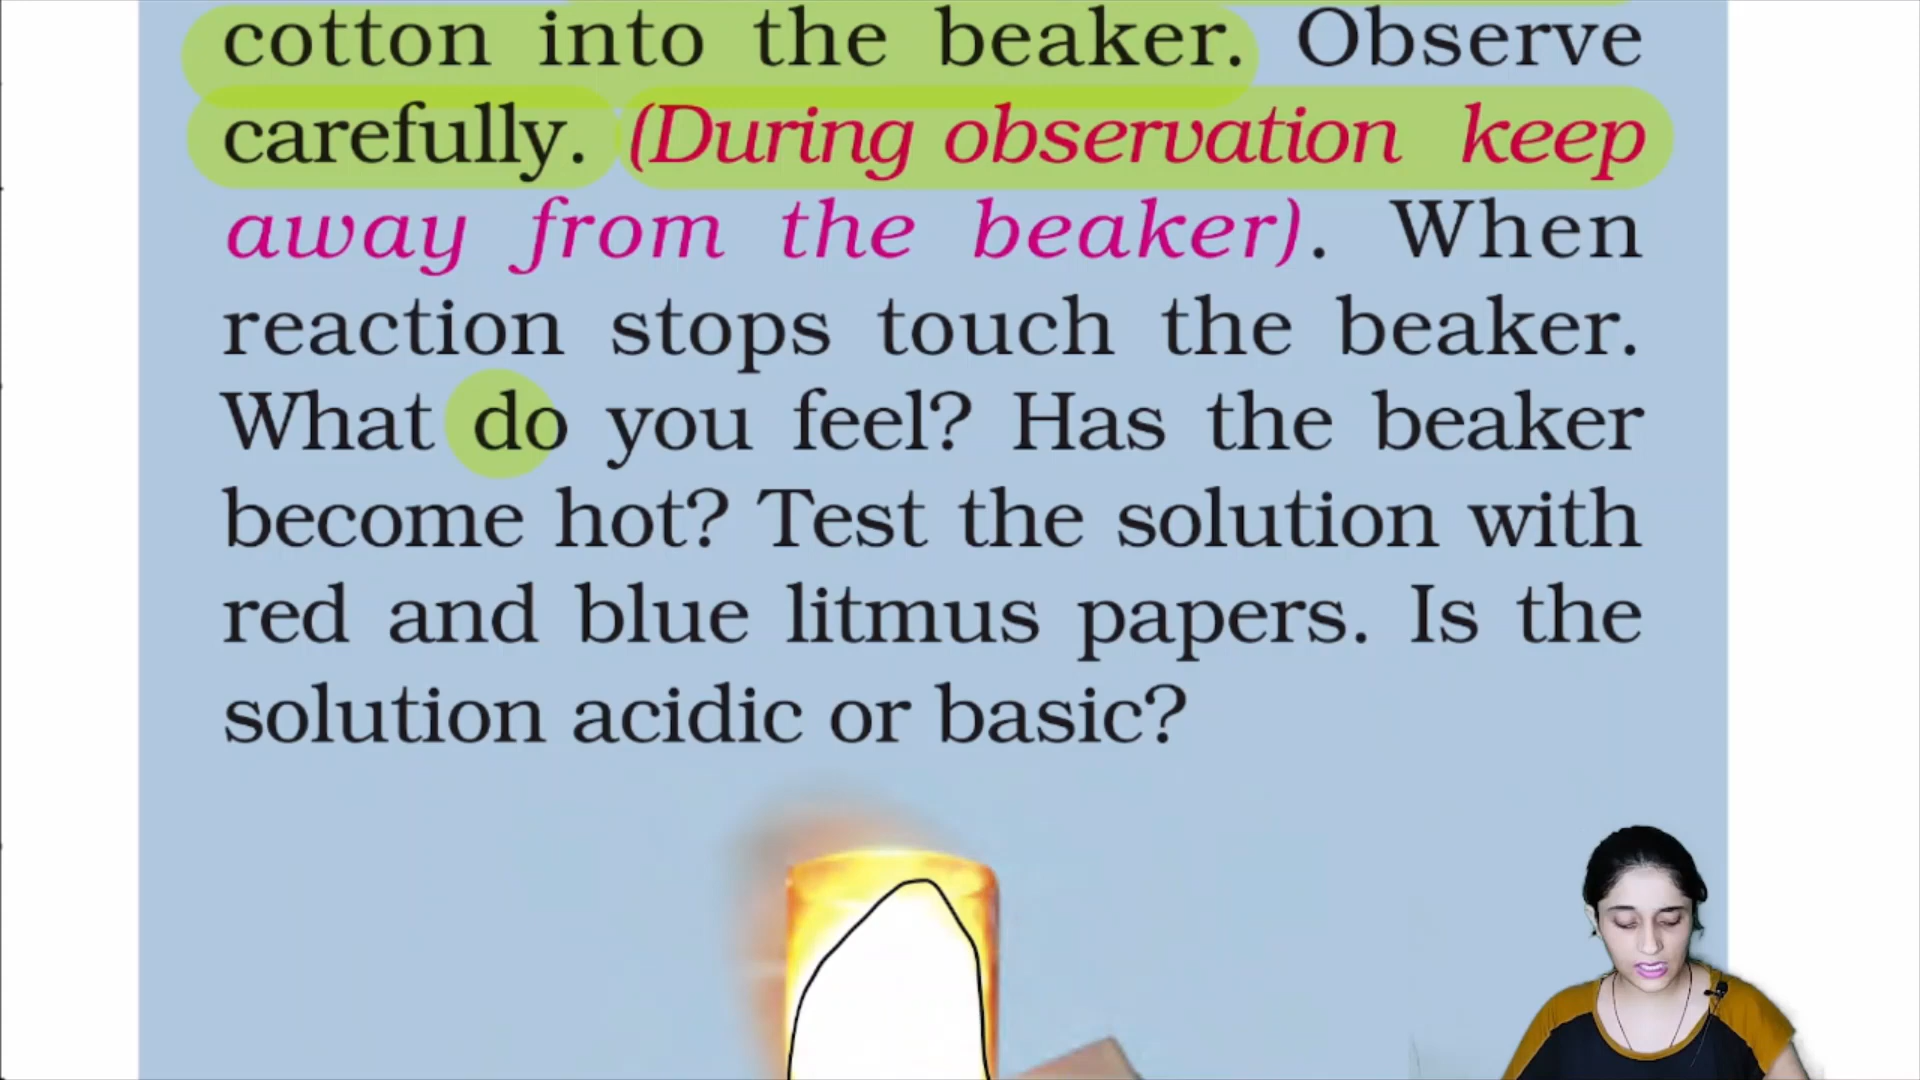 cotton into the beaker. Observe
carefully. (During observation keep
away from the beaker). When
reaction stops touch the beaker.
What do you feel? Has the beaker
become hot? Test the solution with
red and blue litmus papers. Is the
solution acidic or basic?